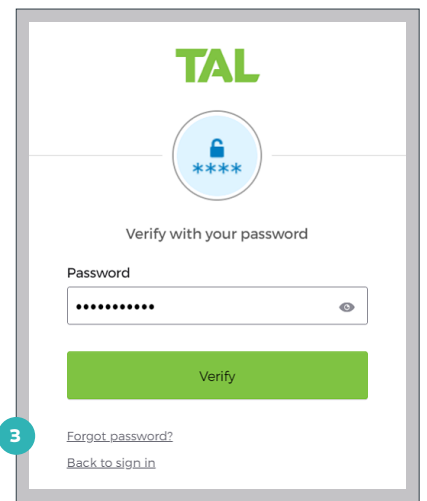 TAL
****
Verify with your password
Password
•••••••••••
Verify
3
Forgot password?
Back to sign in